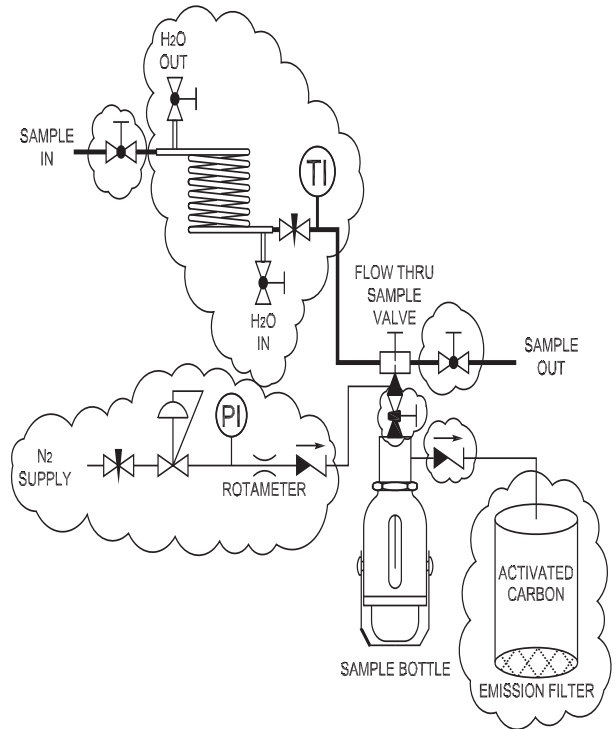 H2O
OUT
SAMPLE
IN
TI
FLOW THRU
SAMPLE
VALVE
H2O
IN
SAMPLE
OUT
PI
N2
SUPPLY
ROTAMETER
ACTIVATED
CARBON
SAMPLE BOTTLE
EMISSION FILTER